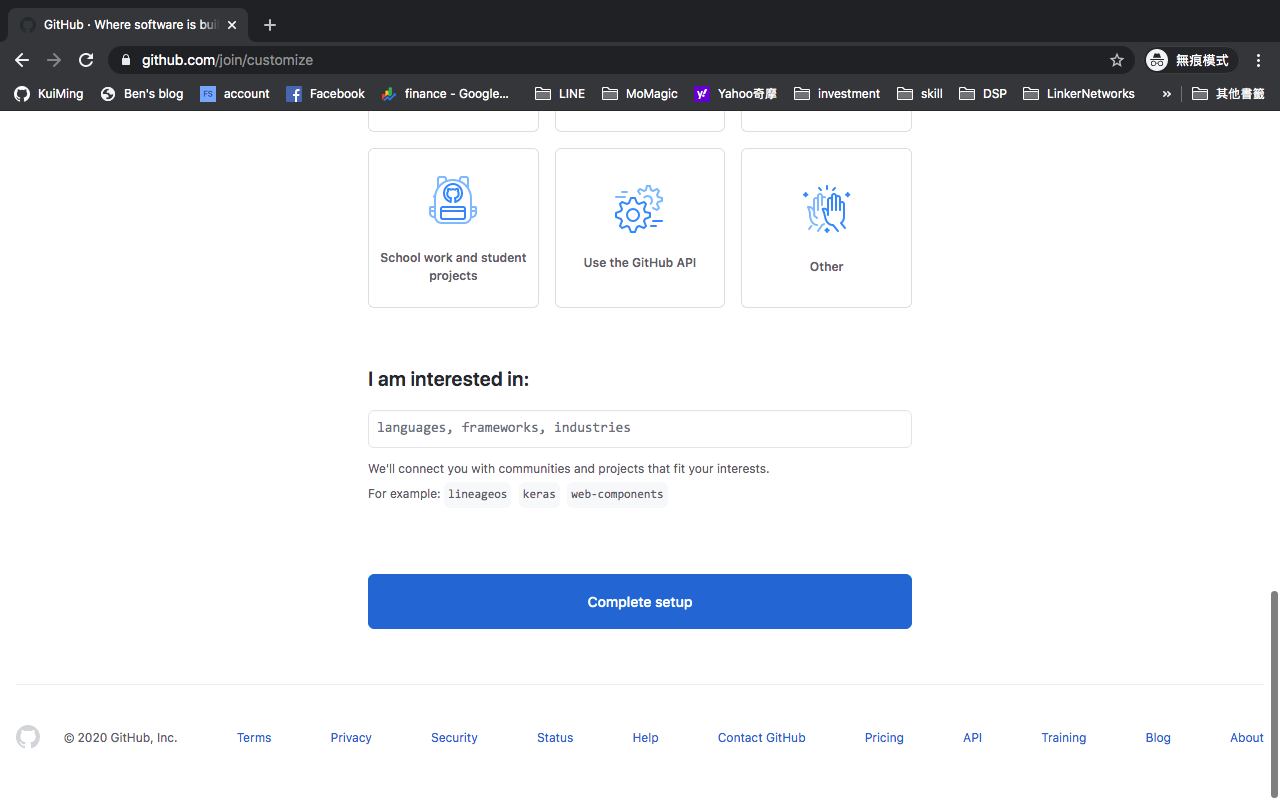 GitHub · Where software is bui
github.com/join/customize
無痕模式
KuiMing
Ben's blog
FS
account
Facebook
finance - Google...
LINE
MoMagic
Yahoo奇摩
investment
skill
DSP
LinkerNetworks
»
其他書籤
School work and student
projects
Use the GitHub API
Other
I am interested in:
languages, frameworks, industries
We'll connect you with communities and projects that fit your interests.
For example: lineageos keras web-components
Complete setup
© 2020 GitHub, Inc.
Terms
Privacy
Security
Status
Help
Contact GitHub
Pricing
API
Training
Blog
About